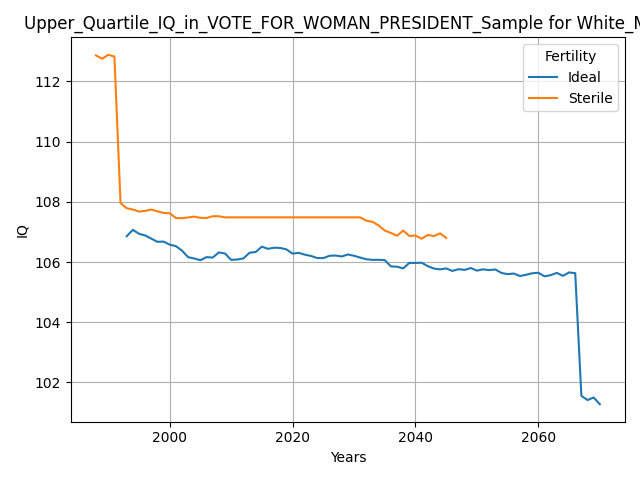 Upper_Quartile_IQ_in_VOTE_FOR_WOMAN_PRESIDENT_Sample for White_M
Fertility
Ideal
Sterile
112
110
108
106
104
102
IQ
2000 2020 2040 2060
Years